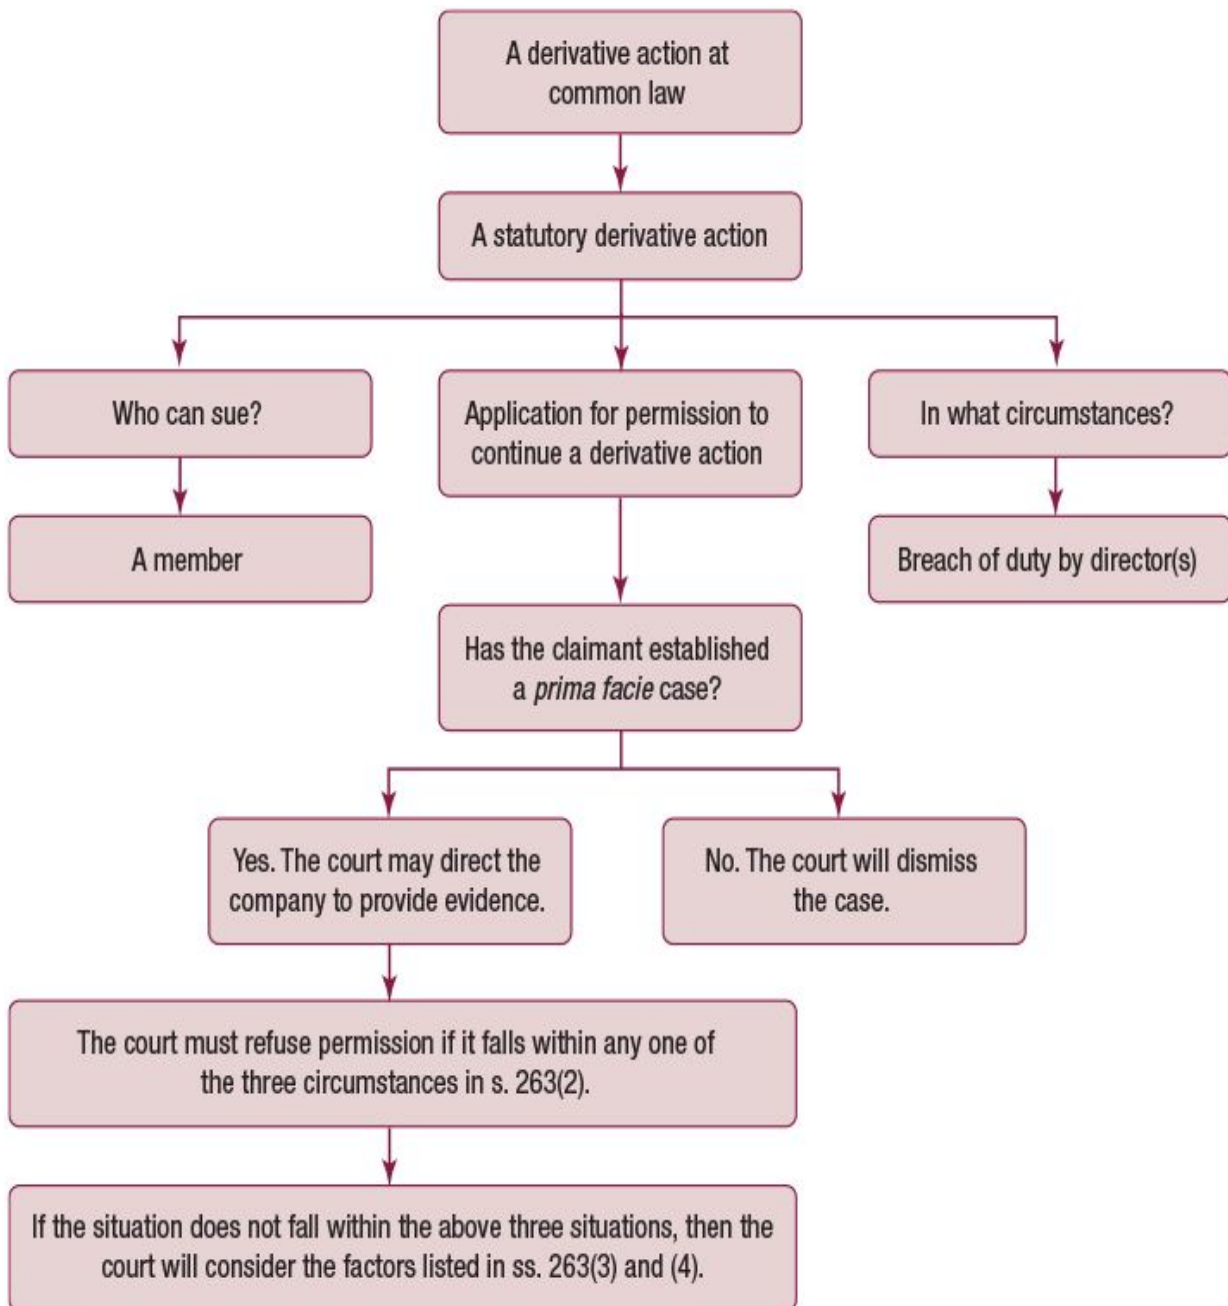 A derivative action at
common law
A statutory derivative action
Who can sue?
Application for permission to
continue a derivative action
In what circumstances?
A member
Breach of duty by director(s)
Has the claimant established
a prima facie case?
Yes. The court may direct the
company to provide evidence.
No. The court will dismiss
the case.
The court must refuse permission if it falls within any one of
the three circumstances in s. 263(2).
If the situation does not fall within the above three situations, then the
court will consider the factors listed in ss. 263(3) and (4).